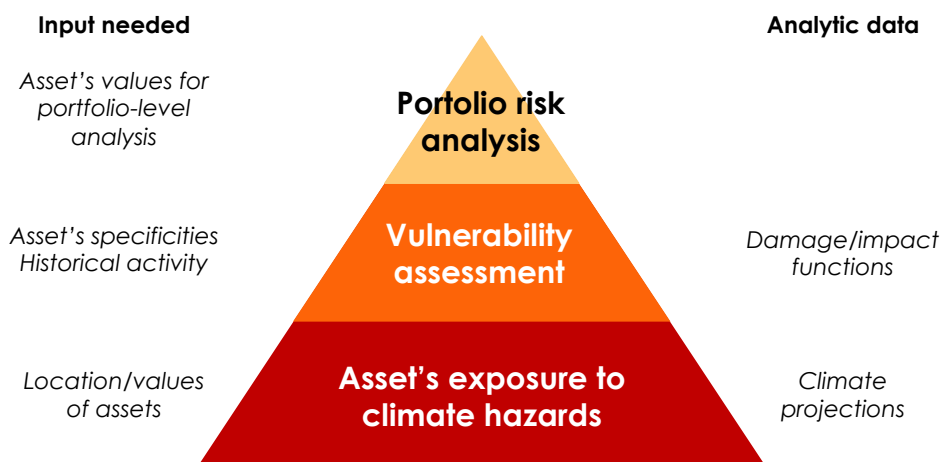 Input needed
Analytic data
Asset's values for
portfolio-level
analysis
Portolio risk
analysis
Asset's specificities
Historical activity
Vulnerability
assessment
Damage/impact
functions
Location/values
of assets
Asset's exposure to
climate hazards
Climate
projections